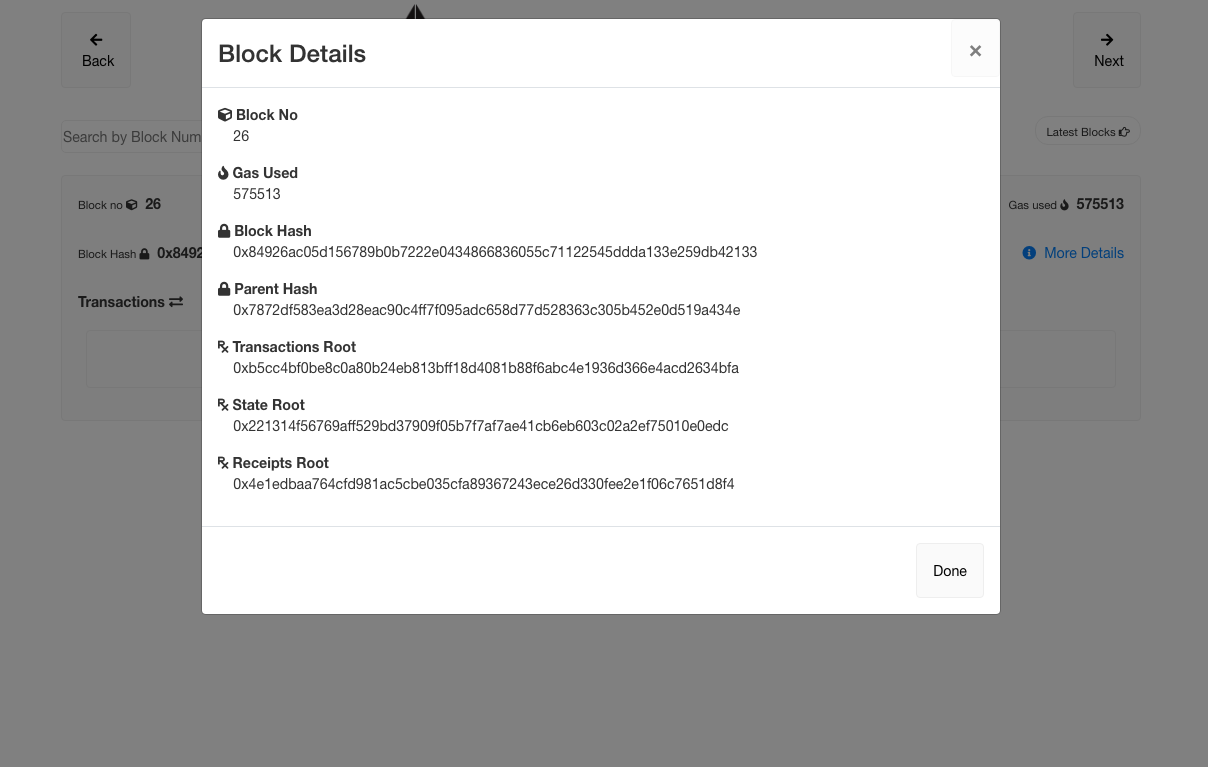 Back
Next
Search by Block Num
Latest Blocks
Block no 26
Gas used 575513
Block Hash 0x8492
More Details
Transactions
Block Details
×
Block No
26
Gas Used
575513
Block Hash
0x84926ac05d156789b0b7222e0434866836055c71122545ddda133e259db42133
Parent Hash
0x7872df583ea3d28eac90c4ff7f095adc658d77d528363c305b452e0d519a434e
Transactions Root
0xb5cc4bf0be8c0a80b24eb813bff18d4081b88f6abc4e1936d366e4acd2634bfa
State Root
0x221314f56769aff529bd37909f05b7f7af7ae41cb6eb603c02a2ef75010e0edc
Receipts Root
0x4e1edbaa764cfd981ac5cbe035cfa89367243ece26d330fee2e1f06c7651d8f4
Done